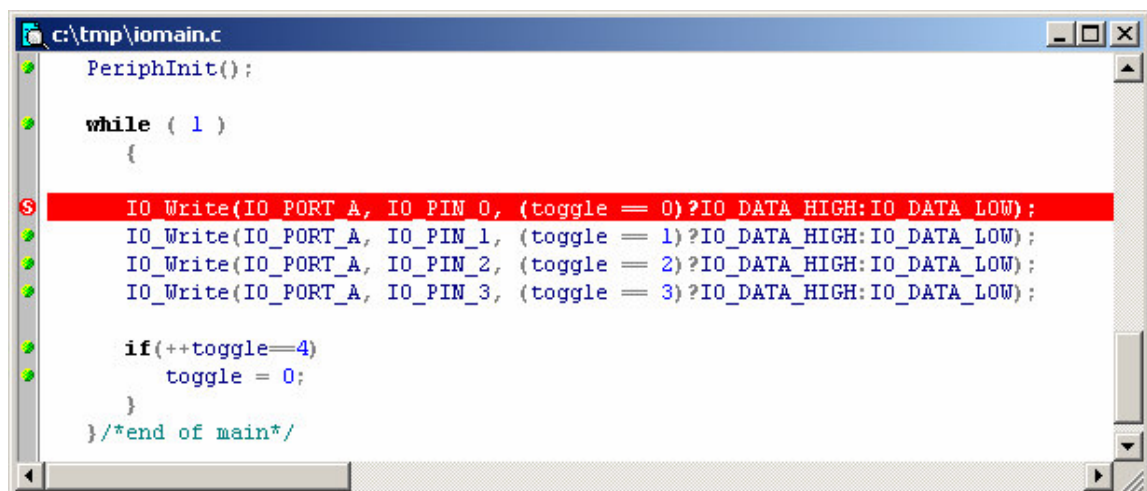 c:\tmp\iomain.c
PeriphInit();
while ( 1 )
{
S
IO_Write(IO_PORT_A, IO_PIN_0, (toggle == 0)?IO_DATA_HIGH:IO_DATA_LOW);
IO_Write(IO_PORT_A, IO_PIN_1, (toggle == 1)?IO_DATA_HIGH:IO_DATA_LOW);
IO_Write(IO_PORT_A, IO_PIN_2, (toggle == 2)?IO_DATA_HIGH:IO_DATA_LOW);
IO_Write(IO_PORT_A, IO_PIN_3, (toggle == 3)?IO_DATA_HIGH:IO_DATA_LOW);
if(++toggle==4)
toggle = 0;
}
}/*end of main*/